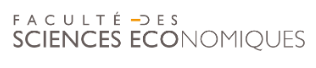 FACULTÉ DES
SCIENCES ECONOMIQUES